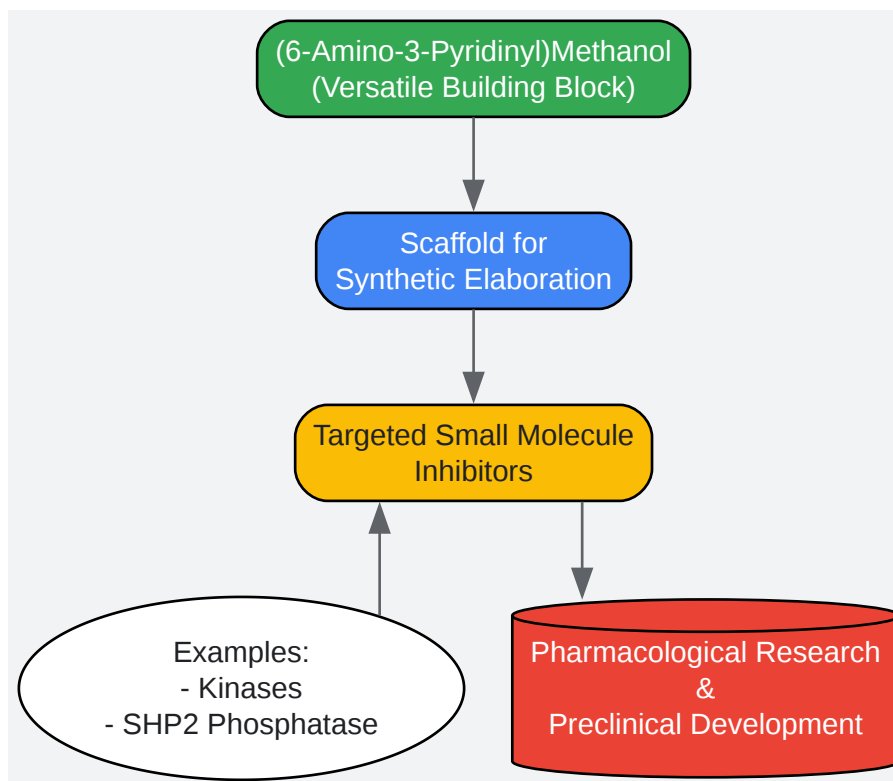 (6-Amino-3-Pyridinyl)Methanol
(Versatile Building Block)
Scaffold for
Synthetic Elaboration
Targeted Small Molecule
Inhibitors
Examples:
- Kinases
- SHP2 Phosphatase
Pharmacological Research
&
Preclinical Development